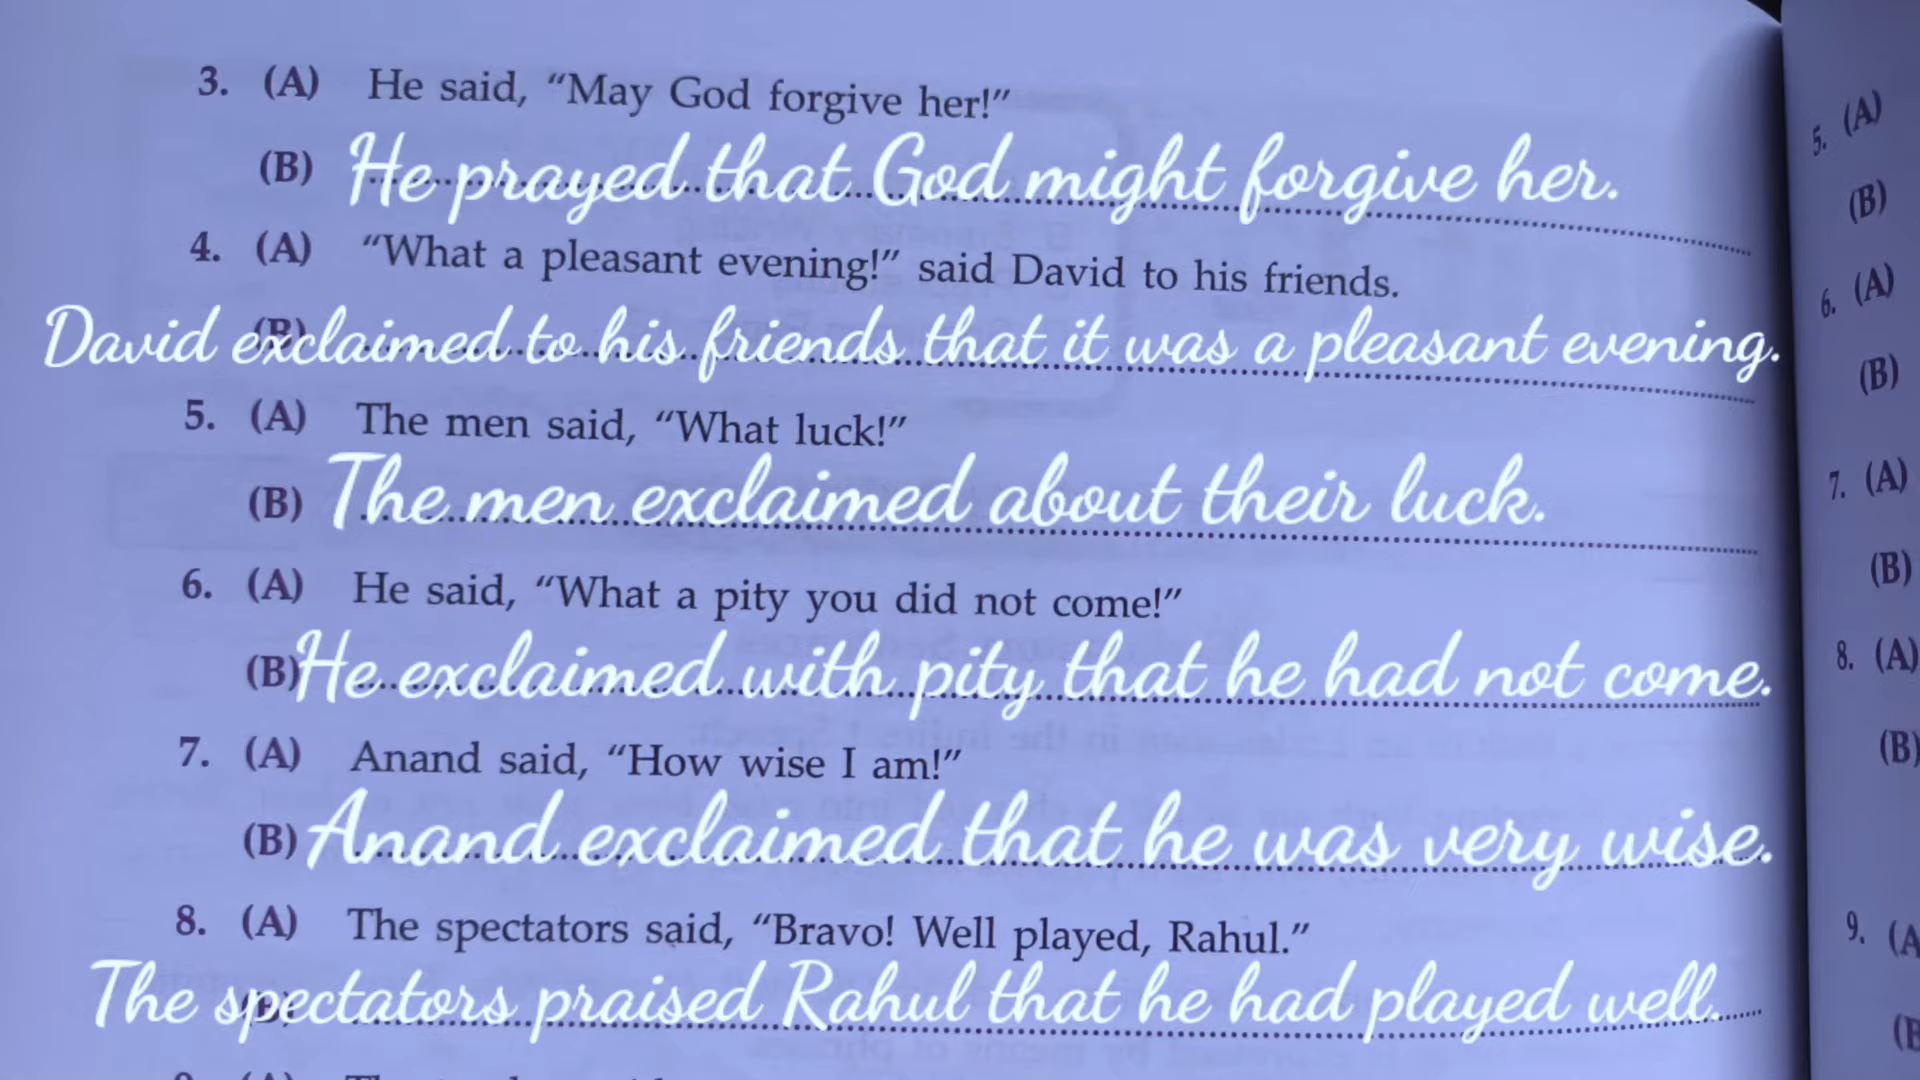 3. (A) He said, “May God forgive her!”
(B) He prayed that God might forgive her.
4. (A) “What a pleasant evening!” said David to his friends.
(B) David exclaimed to his friends that it was a pleasant evening.
5. (A) The men said, “What luck!”
(B) The men exclaimed about their luck.
6. (A) He said, “What a pity you did not come!”
(B) He exclaimed with pity that he had not come.
7. (A) Anand said, “How wise I am!”
(B) Anand exclaimed that he was very wise.
8. (A) The spectators said, “Bravo! Well played, Rahul.”
(B) The spectators praised Rahul that he had played well.
5. (A)
(B)
6. (A)
(B)
7. (A)
(B)
8. (A)
(B)
9. (A
(B